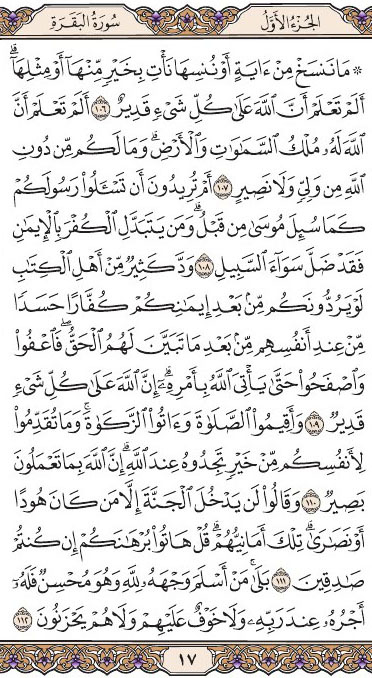 سُورَةُ البَقَرَةِ الجُزْءُ الأَوَّلُ
۞ مَا نَنسَخْ مِنْ ءَايَةٍ أَوْ نُنسِهَا نَأْتِ بِخَيْرٍ مِّنْهَآ أَوْ مِثْلِهَآۗ
أَلَمْ تَعْلَمْ أَنَّ ٱللَّهَ عَلَىٰ كُلِّ شَىْءٍ قَدِيرٌ ١٠٦ أَلَمْ تَعْلَمْ أَنَّ
ٱللَّهَ لَهُۥ مُلْكُ ٱلسَّمَٰوَٰتِ وَٱلْأَرْضِۗ وَمَا لَكُم مِّن دُونِ
ٱللَّهِ مِن وَلِىٍّ وَلَا نَصِيرٍ ١٠٧ أَمْ تُرِيدُونَ أَن تَسْـَٔلُوا۟ رَسُولَكُمْ
كَمَا سُئِلَ مُوسَىٰ مِن قَبْلُۗ وَمَن يَتَبَدَّلِ ٱلْكُفْرَ بِٱلْإِيمَٰنِ
فَقَدْ ضَلَّ سَوَآءَ ٱلسَّبِيلِ ١٠٨ وَدَّ كَثِيرٌ مِّنْ أَهْلِ ٱلْكِتَٰبِ
لَوْ يَرُدُّونَكُم مِّنۢ بَعْدِ إِيمَٰنِكُمْ كُفَّارًا حَسَدًا
مِّنْ عِندِ أَنفُسِهِم مِّنۢ بَعْدِ مَا تَبَيَّنَ لَهُمُ ٱلْحَقُّۖ فَٱعْفُوا۟
وَٱصْفَحُوا۟ حَتَّىٰ يَأْتِىَ ٱللَّهُ بِأَمْرِهِۦٓۗ إِنَّ ٱللَّهَ عَلَىٰ كُلِّ شَىْءٍ
قَدِيرٌ ١٠٩ وَأَقِيمُوا۟ ٱلصَّلَوٰةَ وَءَاتُوا۟ ٱلزَّكَوٰةَۚ وَمَا تُقَدِّمُوا۟
لِأَنفُسِكُم مِّنْ خَيْرٍ تَجِدُوهُ عِندَ ٱللَّهِۗ إِنَّ ٱللَّهَ بِمَا تَعْمَلُونَ
بَصِيرٌ ١١٠ وَقَالُوا۟ لَن يَدْخُلَ ٱلْجَنَّةَ إِلَّا مَن كَانَ هُودًا
أَوْ نَصَٰرَىٰۗ تِلْكَ أَمَانِيُّهُمْۗ قُلْ هَاتُوا۟ بُرْهَٰنَكُمْ إِن كُنتُمْ
صَٰدِقِينَ ١١١ بَلَىٰۚ مَنْ أَسْلَمَ وَجْهَهُۥ لِلَّهِ وَهُوَ مُحْسِنٌ فَلَهُۥٓ
أَجْرُهُۥ عِندَ رَبِّهِۦ وَلَا خَوْفٌ عَلَيْهِمْ وَلَا هُمْ يَحْزَنُونَ ١١٢
١٧